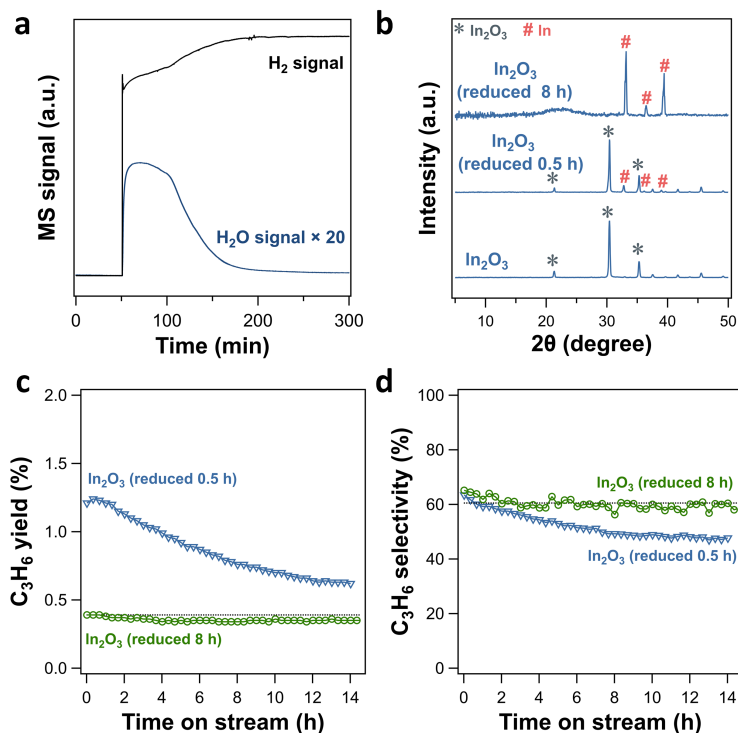 a
MS signal (a.u.)
H₂ signal
H₂O signal × 20
0 100 200 300
Time (min)
b
* In₂O₃ # In
Intensity (a.u.)
# # #
In₂O₃
(reduced 8 h)
In₂O₃
(reduced 0.5 h)
* * * # # #
In₂O₃
* * *
10 20 30 40 50
2θ (degree)
c
C₃H₆ yield (%)
2.0
1.5
1.0
0.5
0.0
In₂O₃ (reduced 0.5 h)
In₂O₃ (reduced 8 h)
0 2 4 6 8 10 12 14
Time on stream (h)
d
C₃H₆ selectivity (%)
100
80
60
40
20
0
In₂O₃ (reduced 8 h)
In₂O₃ (reduced 0.5 h)
0 2 4 6 8 10 12 14
Time on stream (h)